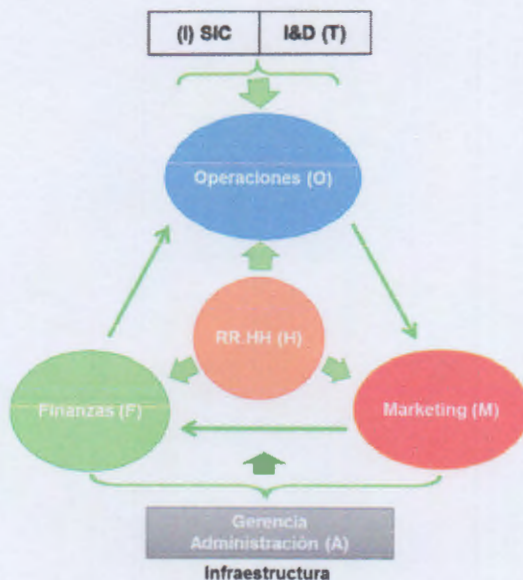 (I) SIC
I&D (T)
Operaciones (O)
RR.HH (H)
Finanzas (F)
Marketing (M)
Gerencia
Administración (A)
Infraestructura